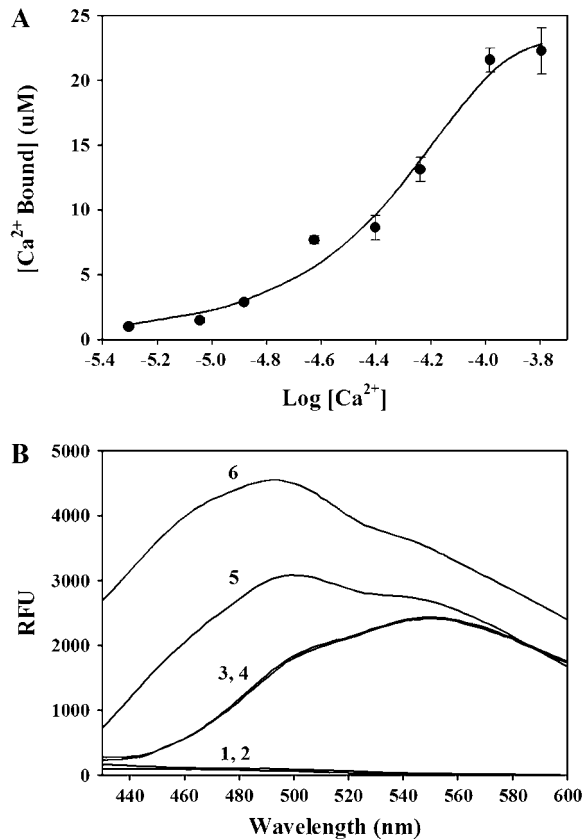 A
25
20
15
10
5
0
[Ca²⁺ Bound] (uM)
-5.4 -5.2 -5.0 -4.8 -4.6 -4.4 -4.2 -4.0 -3.8
Log [Ca²⁺]
B
5000
4000
3000
2000
1000
0
RFU
6
5
3, 4
1, 2
440 460 480 500 520 540 560 580 600
Wavelength (nm)